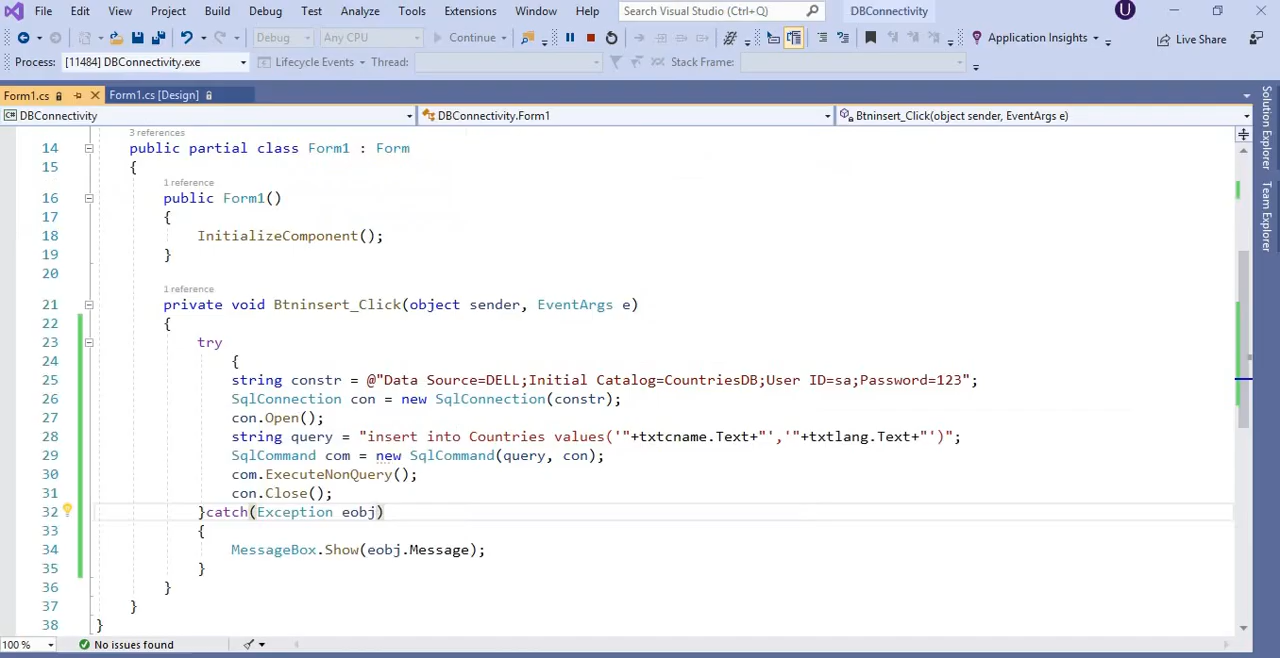 File Edit View Project Build Debug Test Analyze Tools Extensions Window Help Search Visual Studio (Ctrl+Q) DBConnectivity U
Debug Any CPU Continue Application Insights Live Share
Process: [11484] DBConnectivity.exe Lifecycle Events Thread: Stack Frame:
Form1.cs Form1.cs [Design]
DBConnectivity DBConnectivity.Form1 Btninsert_Click(object sender, EventArgs e)
3 references
14 public partial class Form1 : Form
15 {
1 reference
16 public Form1()
17 {
18 InitializeComponent();
19 }
20
1 reference
21 private void Btninsert_Click(object sender, EventArgs e)
22 {
23 try
24 {
25 string constr = @"Data Source=DELL;Initial Catalog=CountriesDB;User ID=sa;Password=123";
26 SqlConnection con = new SqlConnection(constr);
27 con.Open();
28 string query = "insert into Countries values('"+txtcname.Text+"','"+txtlang.Text+"')";
29 SqlCommand com = new SqlCommand(query, con);
30 com.ExecuteNonQuery();
31 con.Close();
32 }catch(Exception eobj)
33 {
34 MessageBox.Show(eobj.Message);
35 }
36 }
37 }
38 }
100 % No issues found
Solution Explorer
Team Explorer